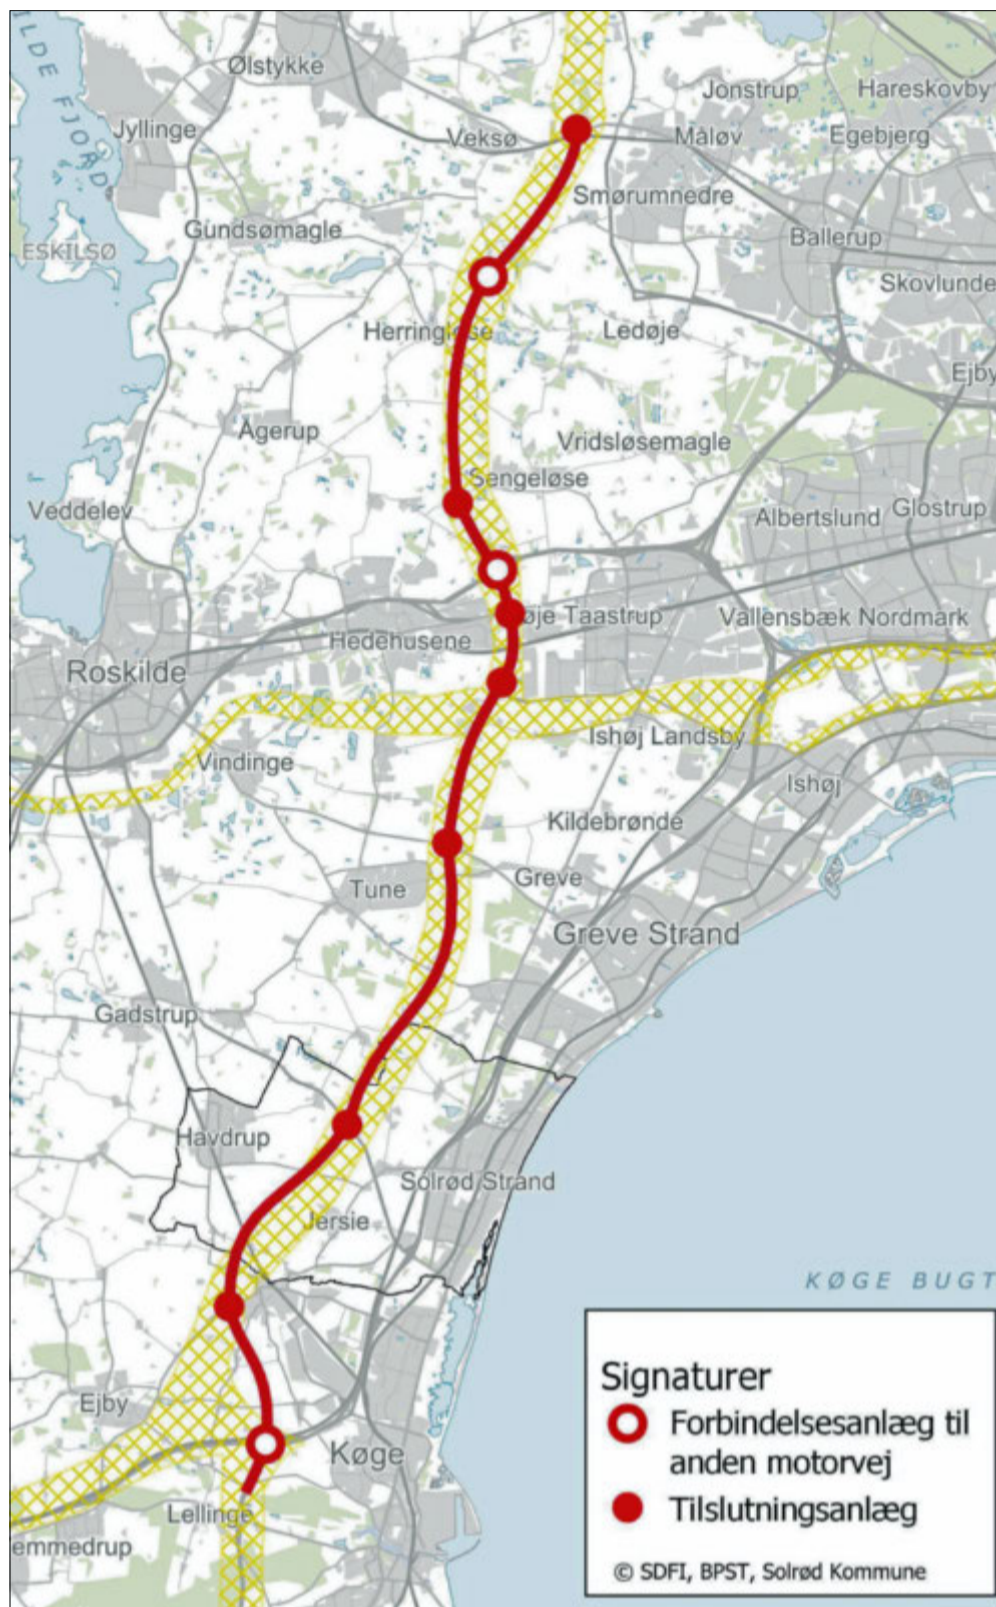 ILDE FJORD
Ølstykke
Jonstrup
Hareskovby
Jyllinge
Veksø
Måløv
Egebjerg
Smørumnedre
Gundsømagle
Ballerup
ESKILSØ
Skovlunde
Herringløse
Ledøje
Ejby
Ågerup
Vridsløsemagle
Sengeløse
Veddelev
Albertslund
Glostrup
øje Taastrup
Vallensbæk Nordmark
Hedehusene
Roskilde
Ishøj Landsby
Vindinge
Ishøj
Kildebrønde
Tune
Greve
Greve Strand
Gadstrup
Havdrup
Solrød Strand
Jersie
KØGE BUGT
Ejby
Køge
Lellinge
emmedrup
Signaturer
Forbindelsesanlæg til
anden motorvej
Tilslutningsanlæg
© SDFI, BPST, Solrød Kommune